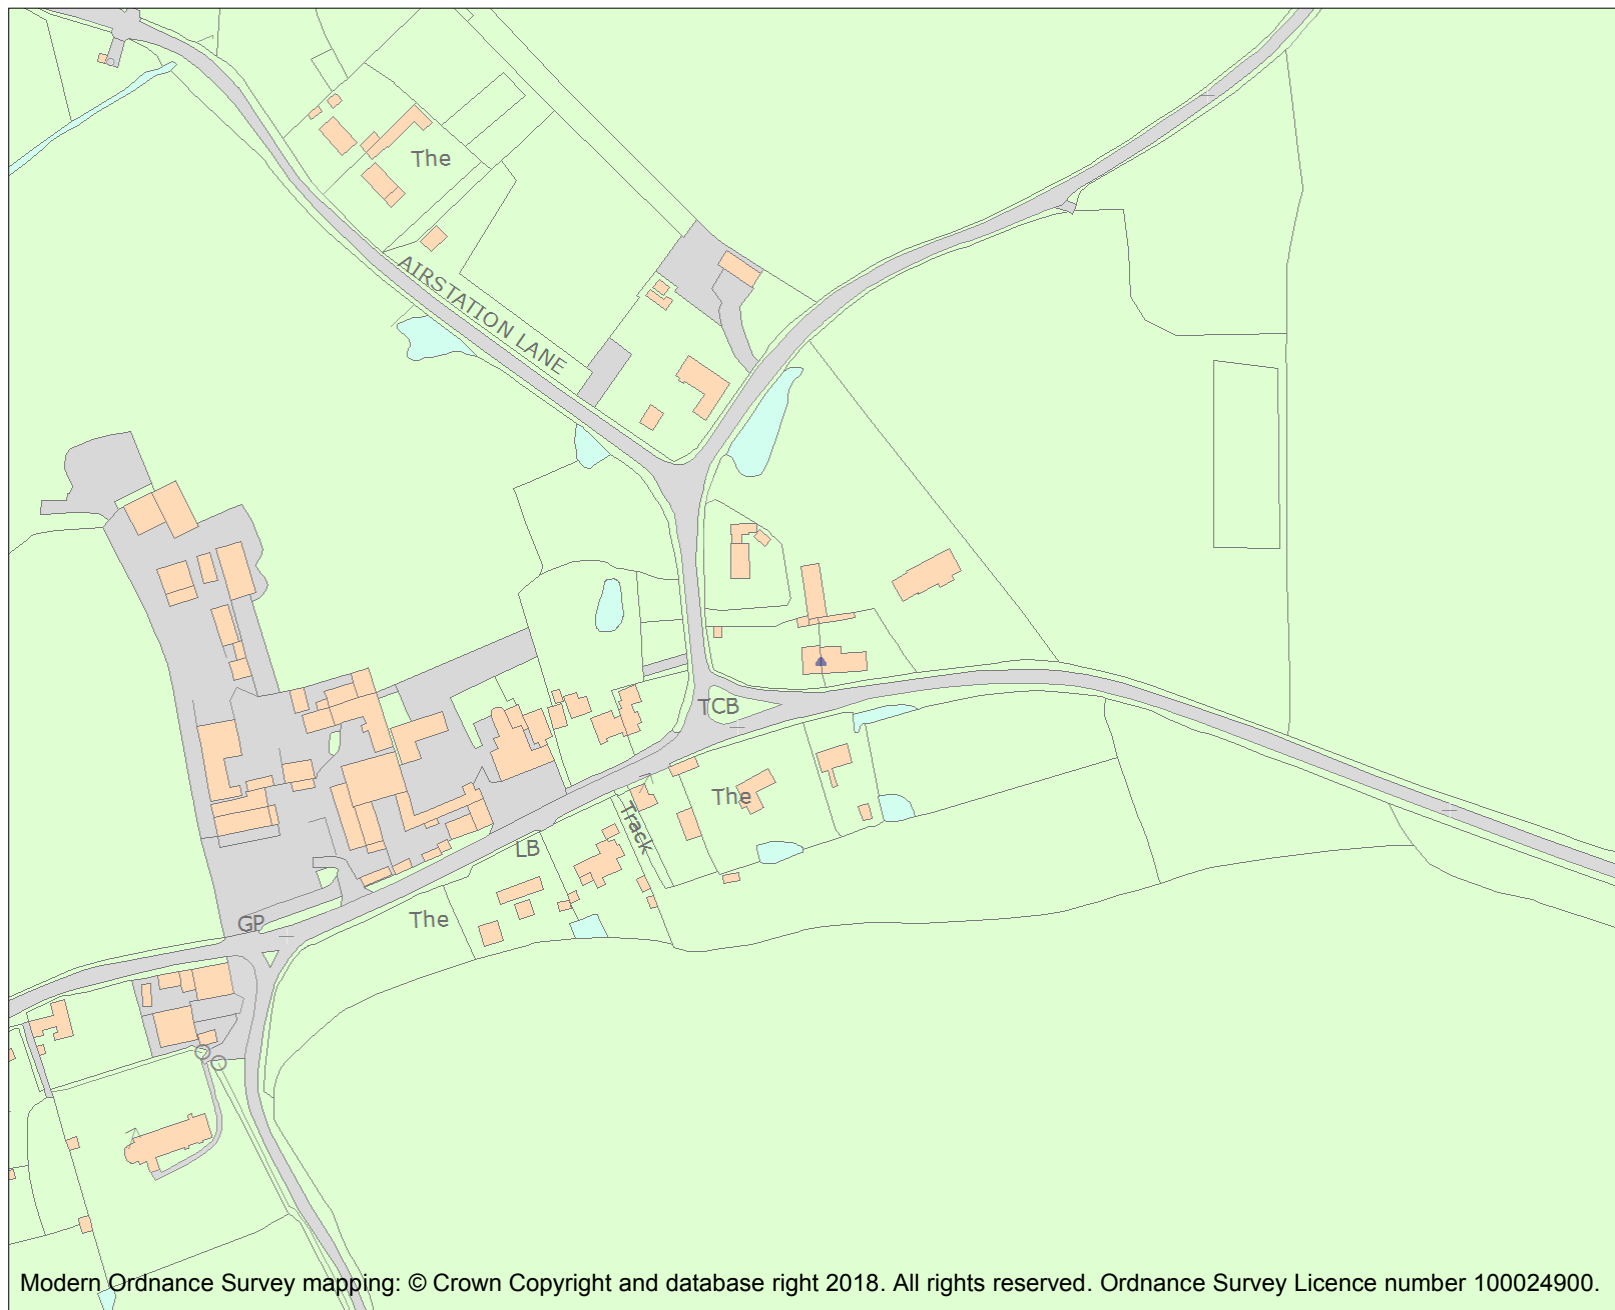 The
AIRSTATION LANE
TCB
The
Track
LB
The
GP
Modern Ordnance Survey mapping: © Crown Copyright and database right 2018. All rights reserved. Ordnance Survey Licence number 100024900.